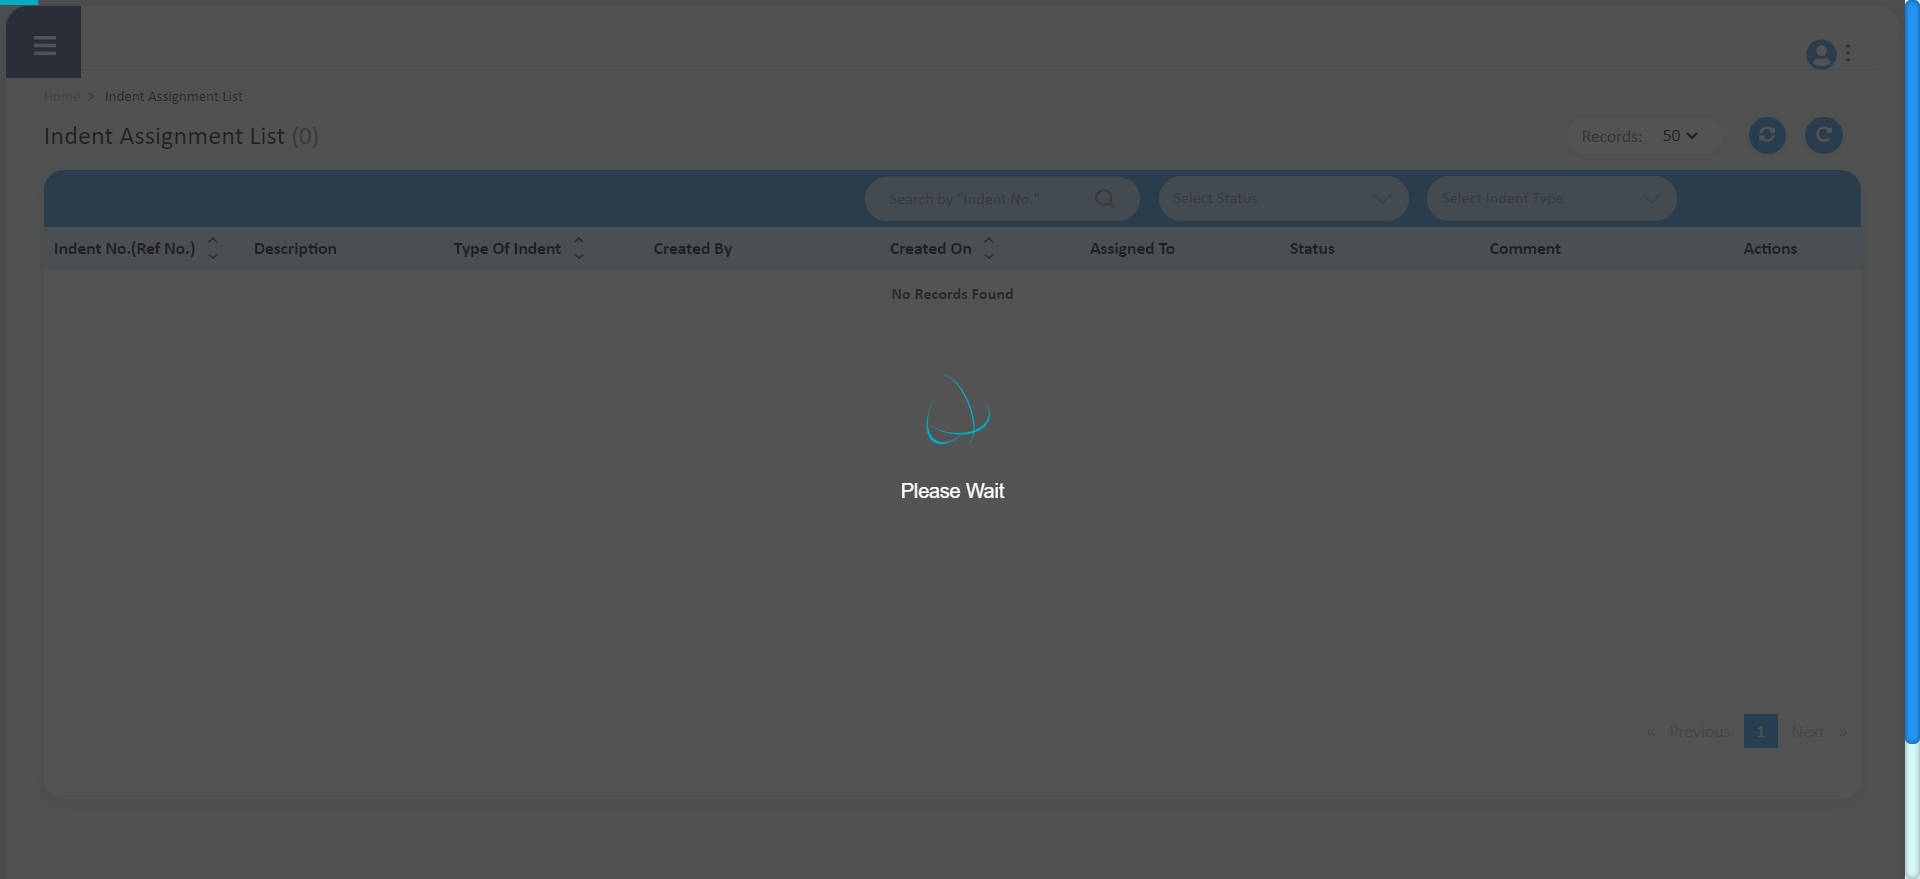 Home > Indent Assignment List
Indent Assignment List (0)
Records: 50
Search by "Indent No." Select Status Select Indent Type
Indent No.(Ref No.) Description Type Of Indent Created By Created On Assigned To Status Comment Actions
No Records Found
Please Wait
« Previous 1 Next »